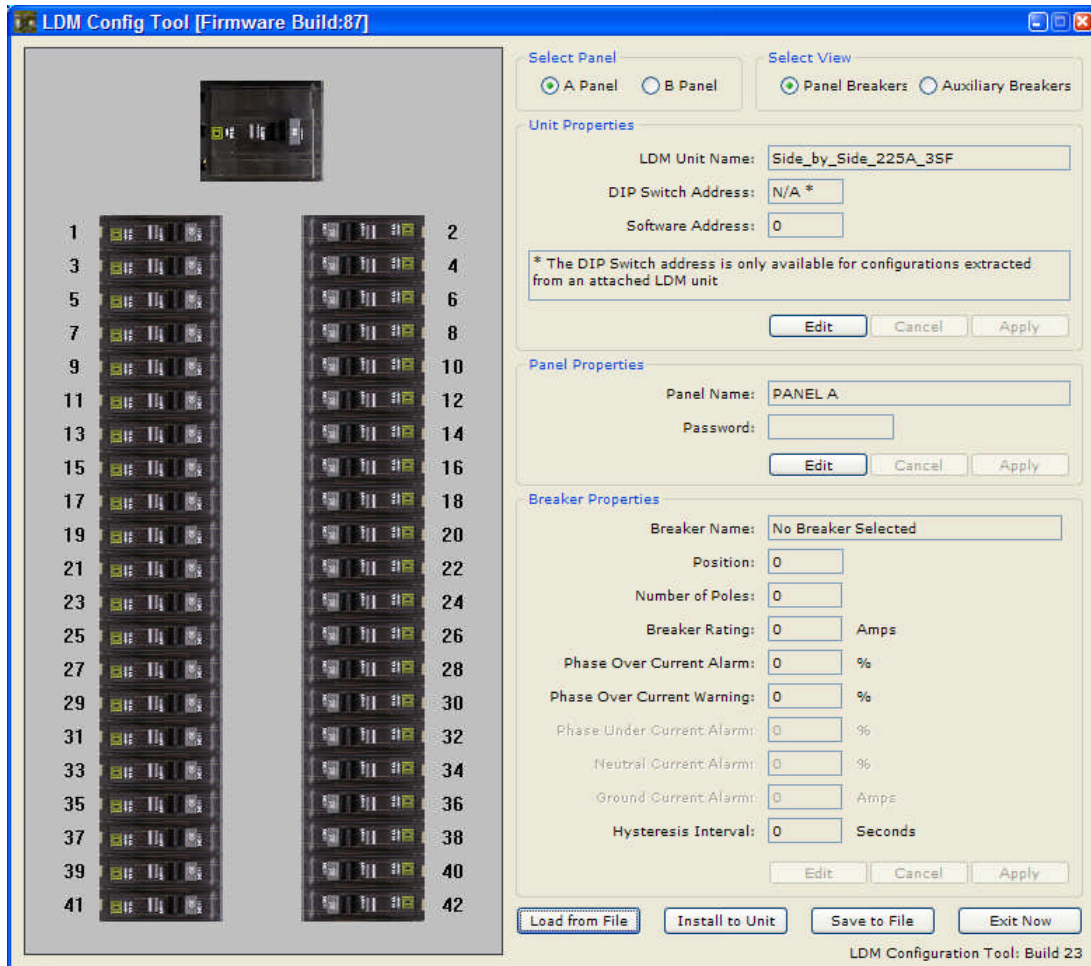 LDM Config Tool [Firmware Build:87]
Select Panel
A Panel B Panel
Select View
Panel Breakers Auxiliary Breakers
Unit Properties
LDM Unit Name: Side_by_Side_225A_3SF
DIP Switch Address: N/A *
Software Address: 0
* The DIP Switch address is only available for configurations extracted
from an attached LDM unit
Edit Cancel Apply
Panel Properties
Panel Name: PANEL A
Password:
Edit Cancel Apply
Breaker Properties
Breaker Name: No Breaker Selected
Position: 0
Number of Poles: 0
Breaker Rating: 0 Amps
Phase Over Current Alarm: 0 %
Phase Over Current Warning: 0 %
Phase Under Current Alarm: 0 %
Neutral Current Alarm: 0 %
Ground Current Alarm: 0 Amps
Hysteresis Interval: 0 Seconds
Edit Cancel Apply
Load from File Install to Unit Save to File Exit Now
LDM Configuration Tool: Build 23
1 2
3 4
5 6
7 8
9 10
11 12
13 14
15 16
17 18
19 20
21 22
23 24
25 26
27 28
29 30
31 32
33 34
35 36
37 38
39 40
41 42